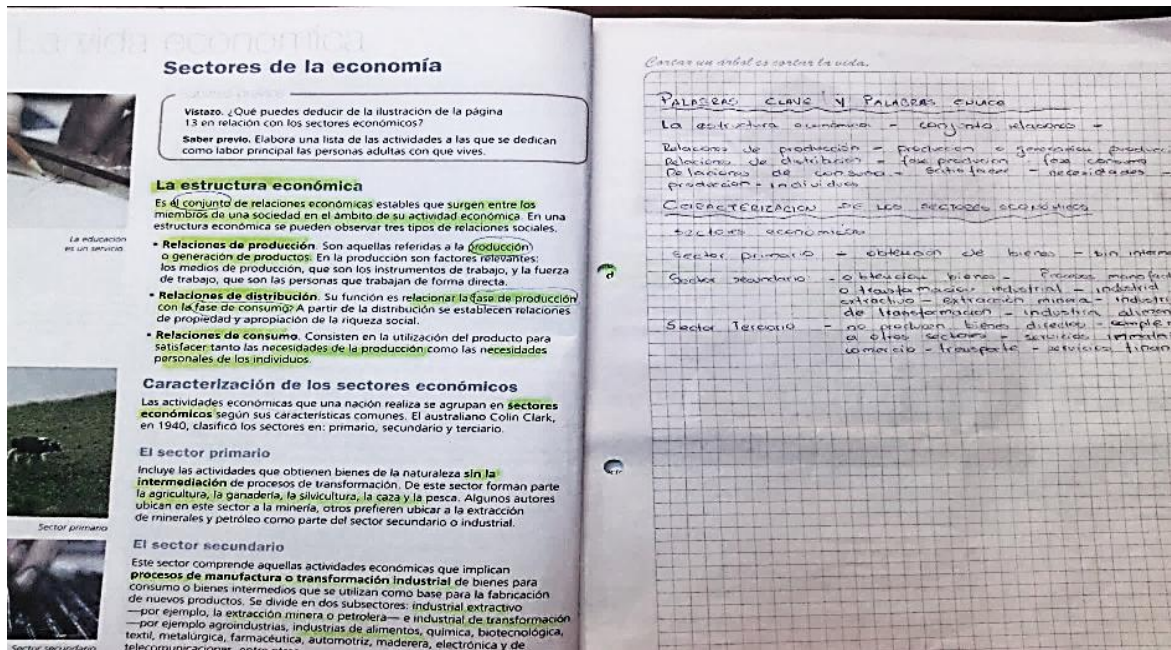 Sectores de la economía
Vistazo. ¿Qué puedes deducir de la ilustración de la página
13 en relación con los sectores económicos?
Saber previo. Elabora una lista de las actividades a las que se dedican
como labor principal las personas adultas con que vives.
La estructura económica
Es el conjunto de relaciones económicas estables que surgen entre los
miembros de una sociedad en el ámbito de su actividad económica. En una
estructura económica se pueden observar tres tipos de relaciones sociales.
• Relaciones de producción. Son aquellas referidas a la producción
o generación de productos. En la producción son factores relevantes:
los medios de producción, que son los instrumentos de trabajo, y la fuerza
de trabajo, que son las personas que trabajan de forma directa.
• Relaciones de distribución. Su función es relacionar la fase de producción
con la fase de consumo. A partir de la distribución se establecen relaciones
de propiedad y apropiación de la riqueza social.
• Relaciones de consumo. Consisten en la utilización del producto para
satisfacer tanto las necesidades de la producción como las necesidades
personales de los individuos.
Caracterización de los sectores económicos
Las actividades económicas que una nación realiza se agrupan en sectores
económicos según sus características comunes. El australiano Colin Clark,
en 1940, clasificó los sectores en: primario, secundario y terciario.
El sector primario
Incluye las actividades que obtienen bienes de la naturaleza sin la
intermediación de procesos de transformación. De este sector forman parte
la agricultura, la ganadería, la silvicultura, la caza y la pesca. Algunos autores
ubican en este sector a la minería, otros prefieren ubicar a la extracción
de minerales y petróleo como parte del sector secundario o industrial.
El sector secundario
Este sector comprende aquellas actividades económicas que implican
procesos de manufactura o transformación industrial de bienes para
consumo o bienes intermedios que se utilizan como base para la fabricación
de nuevos productos. Se divide en dos subsectores: industrial extractivo
—por ejemplo, la extracción minera o petrolera— e industrial de transformación
—por ejemplo agroindustrias, industrias de alimentos, química, biotecnológica,
textil, metalúrgica, farmacéutica, automotriz, maderera, electrónica y de
telecomunicaciones, entre otras
La educación
es un servicio.
Sector primario
Sector secundario
Cortar un árbol es cortar la vida.
PALABRAS CLAVE Y PALABRAS ENLACE
La estructura económica - conjunto relaciones -
Relaciones de producción - producción o generación
Relaciones de distribución - fase producción - fase consumo
Relaciones de consumo - satisfacer - necesidades -
producción - individuos
CARACTERIZACION DE LOS SECTORES ECONÓMICOS
sectores económicos
Sector primario - obtención de bienes - sin
Sector secundario: - obtención bienes - procesos
o transformación industrial - industrial
extractivo - extracción minera -
de transformación - industria
Sector Terciario - no producen bienes directos -
a otros sectores - servicios
comercio - transporte - servicios